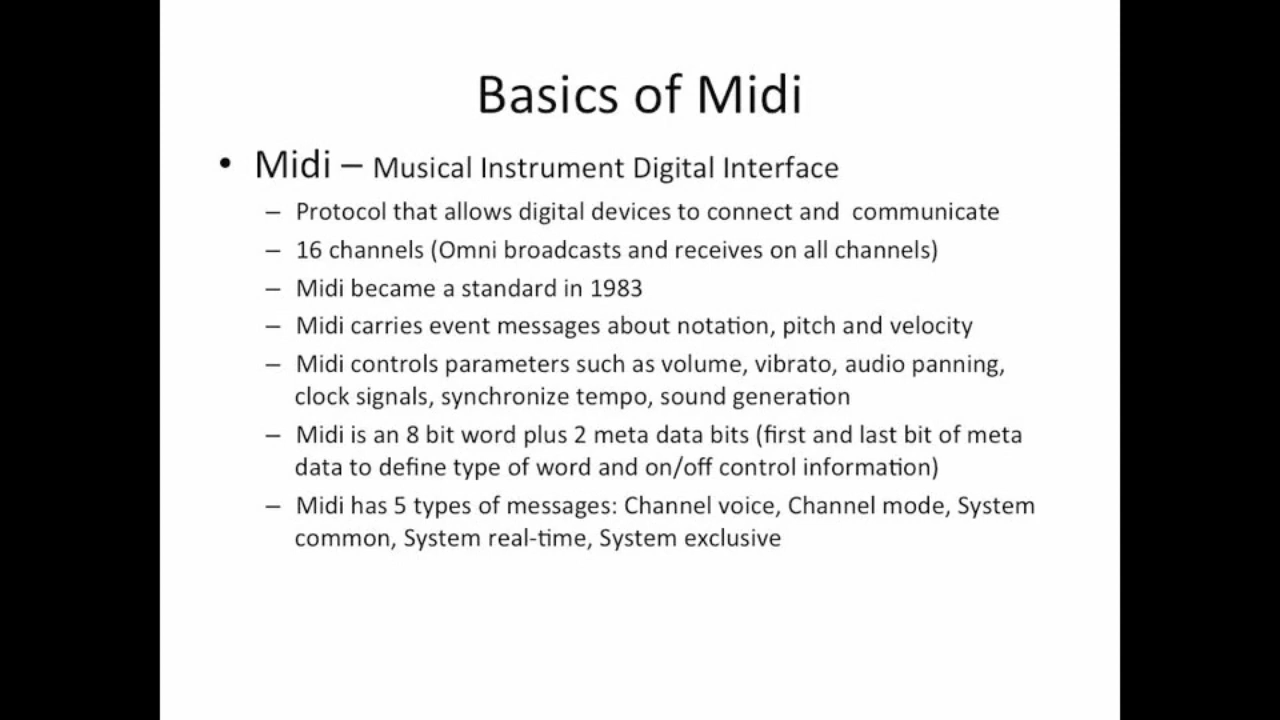 Basics of Midi
• Midi – Musical Instrument Digital Interface
– Protocol that allows digital devices to connect and  communicate
– 16 channels (Omni broadcasts and receives on all channels)
– Midi became a standard in 1983
– Midi carries event messages about notation, pitch and velocity
– Midi controls parameters such as volume, vibrato, audio panning,
clock signals, synchronize tempo, sound generation
– Midi is an 8 bit word plus 2 meta data bits (first and last bit of meta
data to define type of word and on/off control information)
– Midi has 5 types of messages: Channel voice, Channel mode, System
common, System real-time, System exclusive